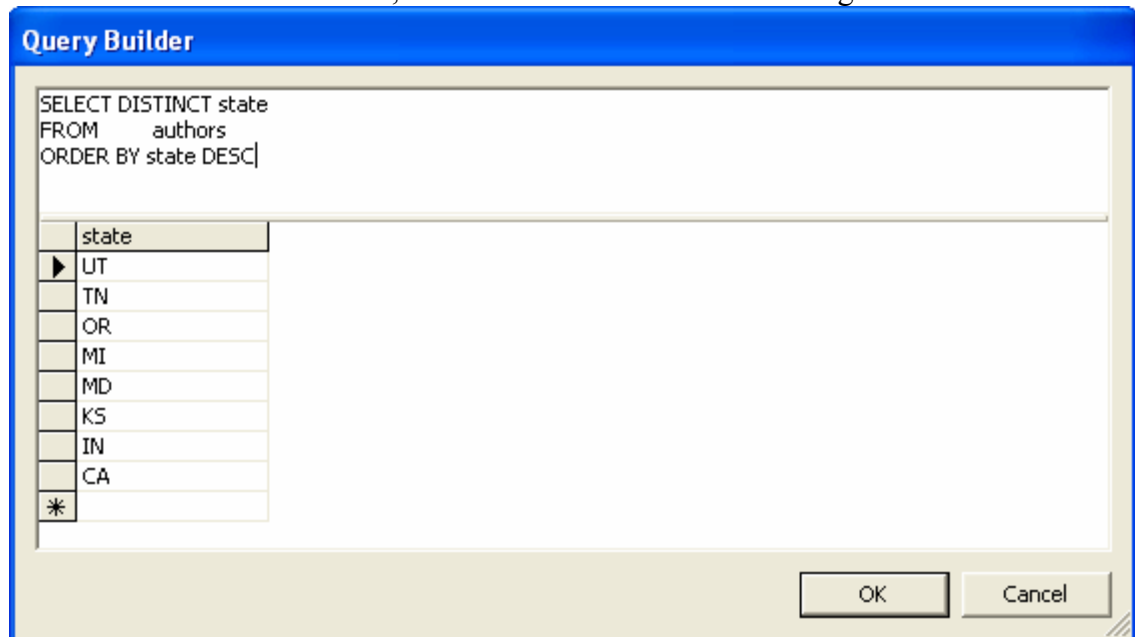 Query Builder
SELECT DISTINCT state
FROM authors
ORDER BY state DESC
state
UT
TN
OR
MI
MD
KS
IN
CA
OK Cancel